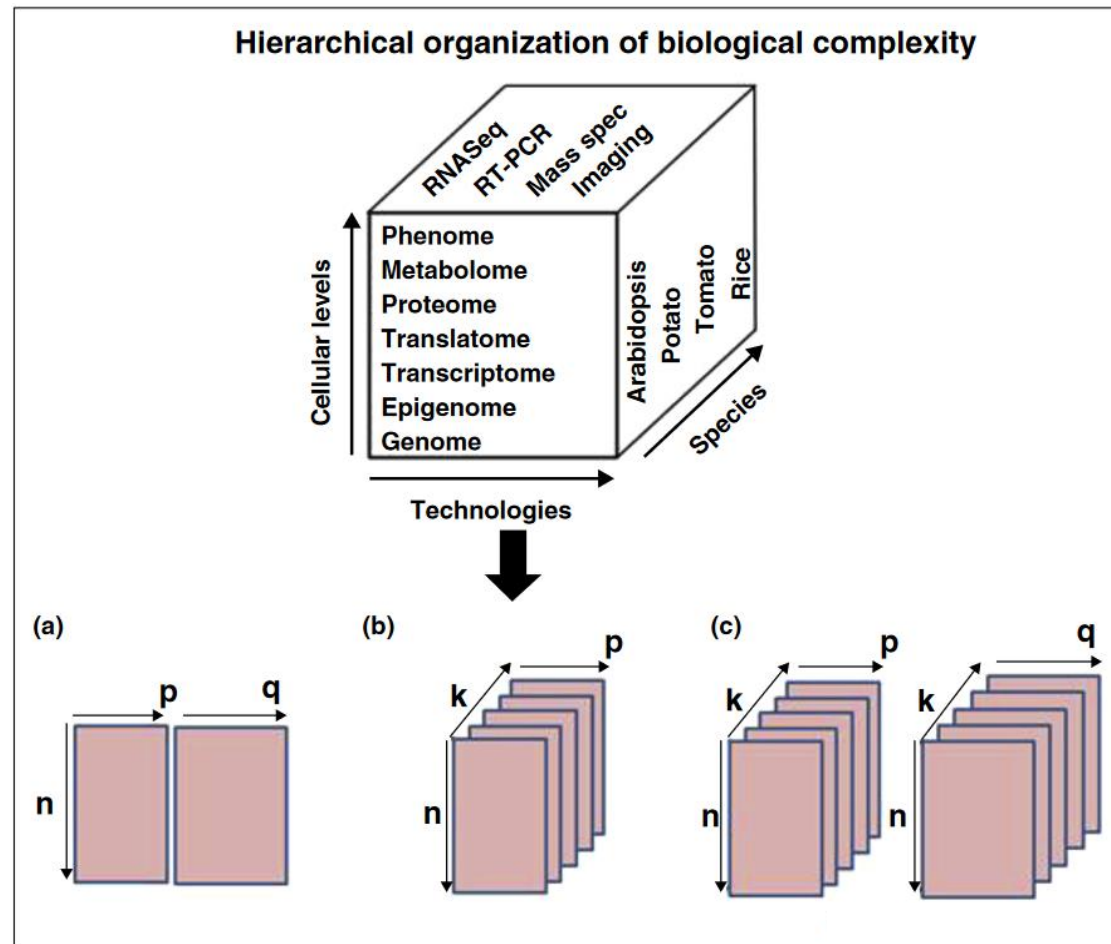 Hierarchical organization of biological complexity
RNASeq
RT-PCR
Mass spec
Imaging
Cellular levels
Phenome
Metabolome
Proteome
Translatome
Transcriptome
Epigenome
Genome
Arabidopsis
Potato
Tomato
Rice
Species
Technologies
(a)
p
q
n
(b)
p
k
n
(c)
p
k
n
q
k
n